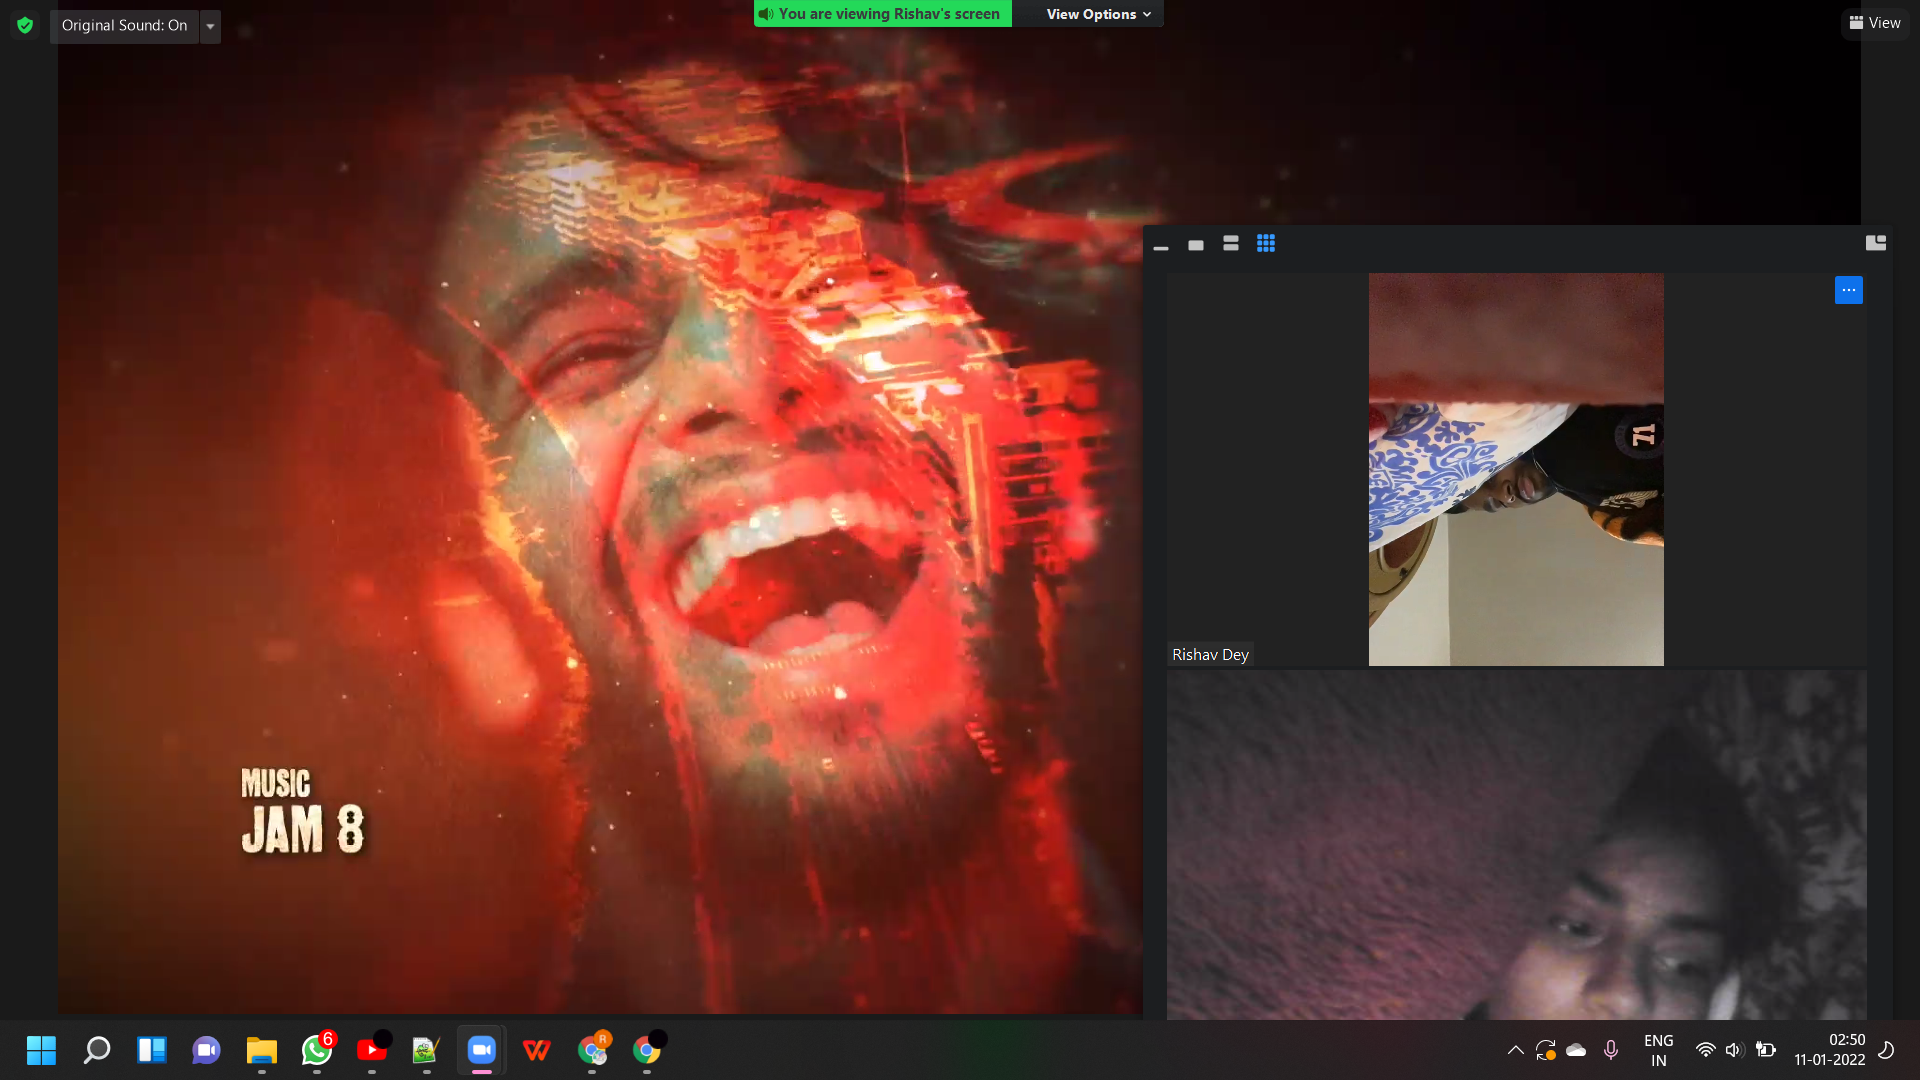 Original Sound: On
You are viewing Rishav's screen
View Options
View
71
Rishav Dey
MUSIC
JAM 8
6
R
ENG
IN
02:50
11-01-2022